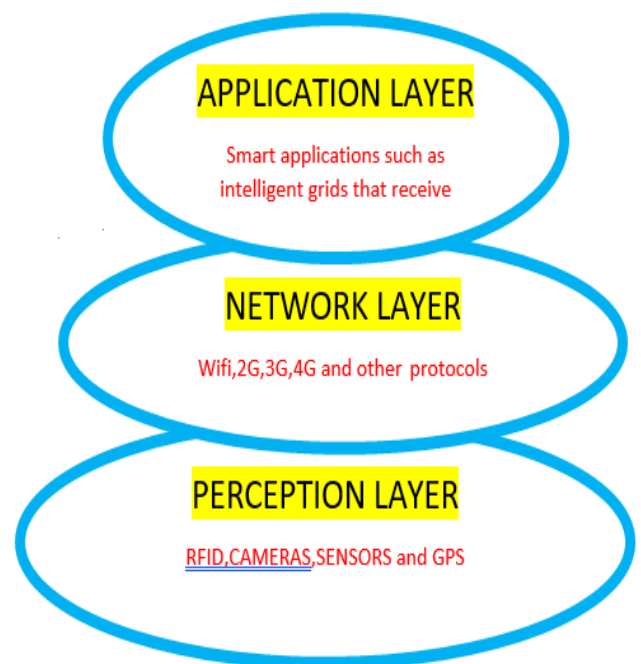 APPLICATION LAYER
Smart applications such as
intelligent grids that receive
NETWORK LAYER
Wifi,2G,3G,4G and other protocols
PERCEPTION LAYER
RFID,CAMERAS,SENSORS and GPS